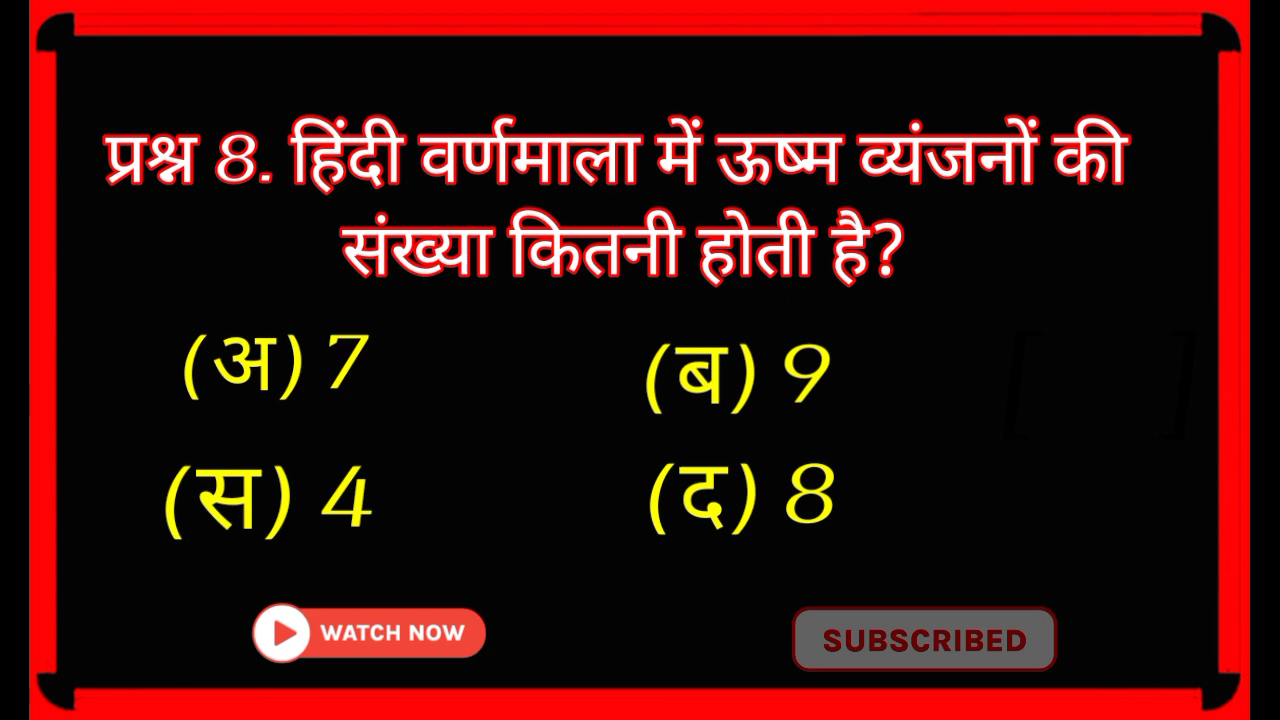 प्रश्न 8. हिंदी वर्णमाला में ऊष्म व्यंजनों की
संख्या कितनी होती है?
(अ) 7 (ब) 9
(स) 4 (द) 8
WATCH NOW SUBSCRIBED